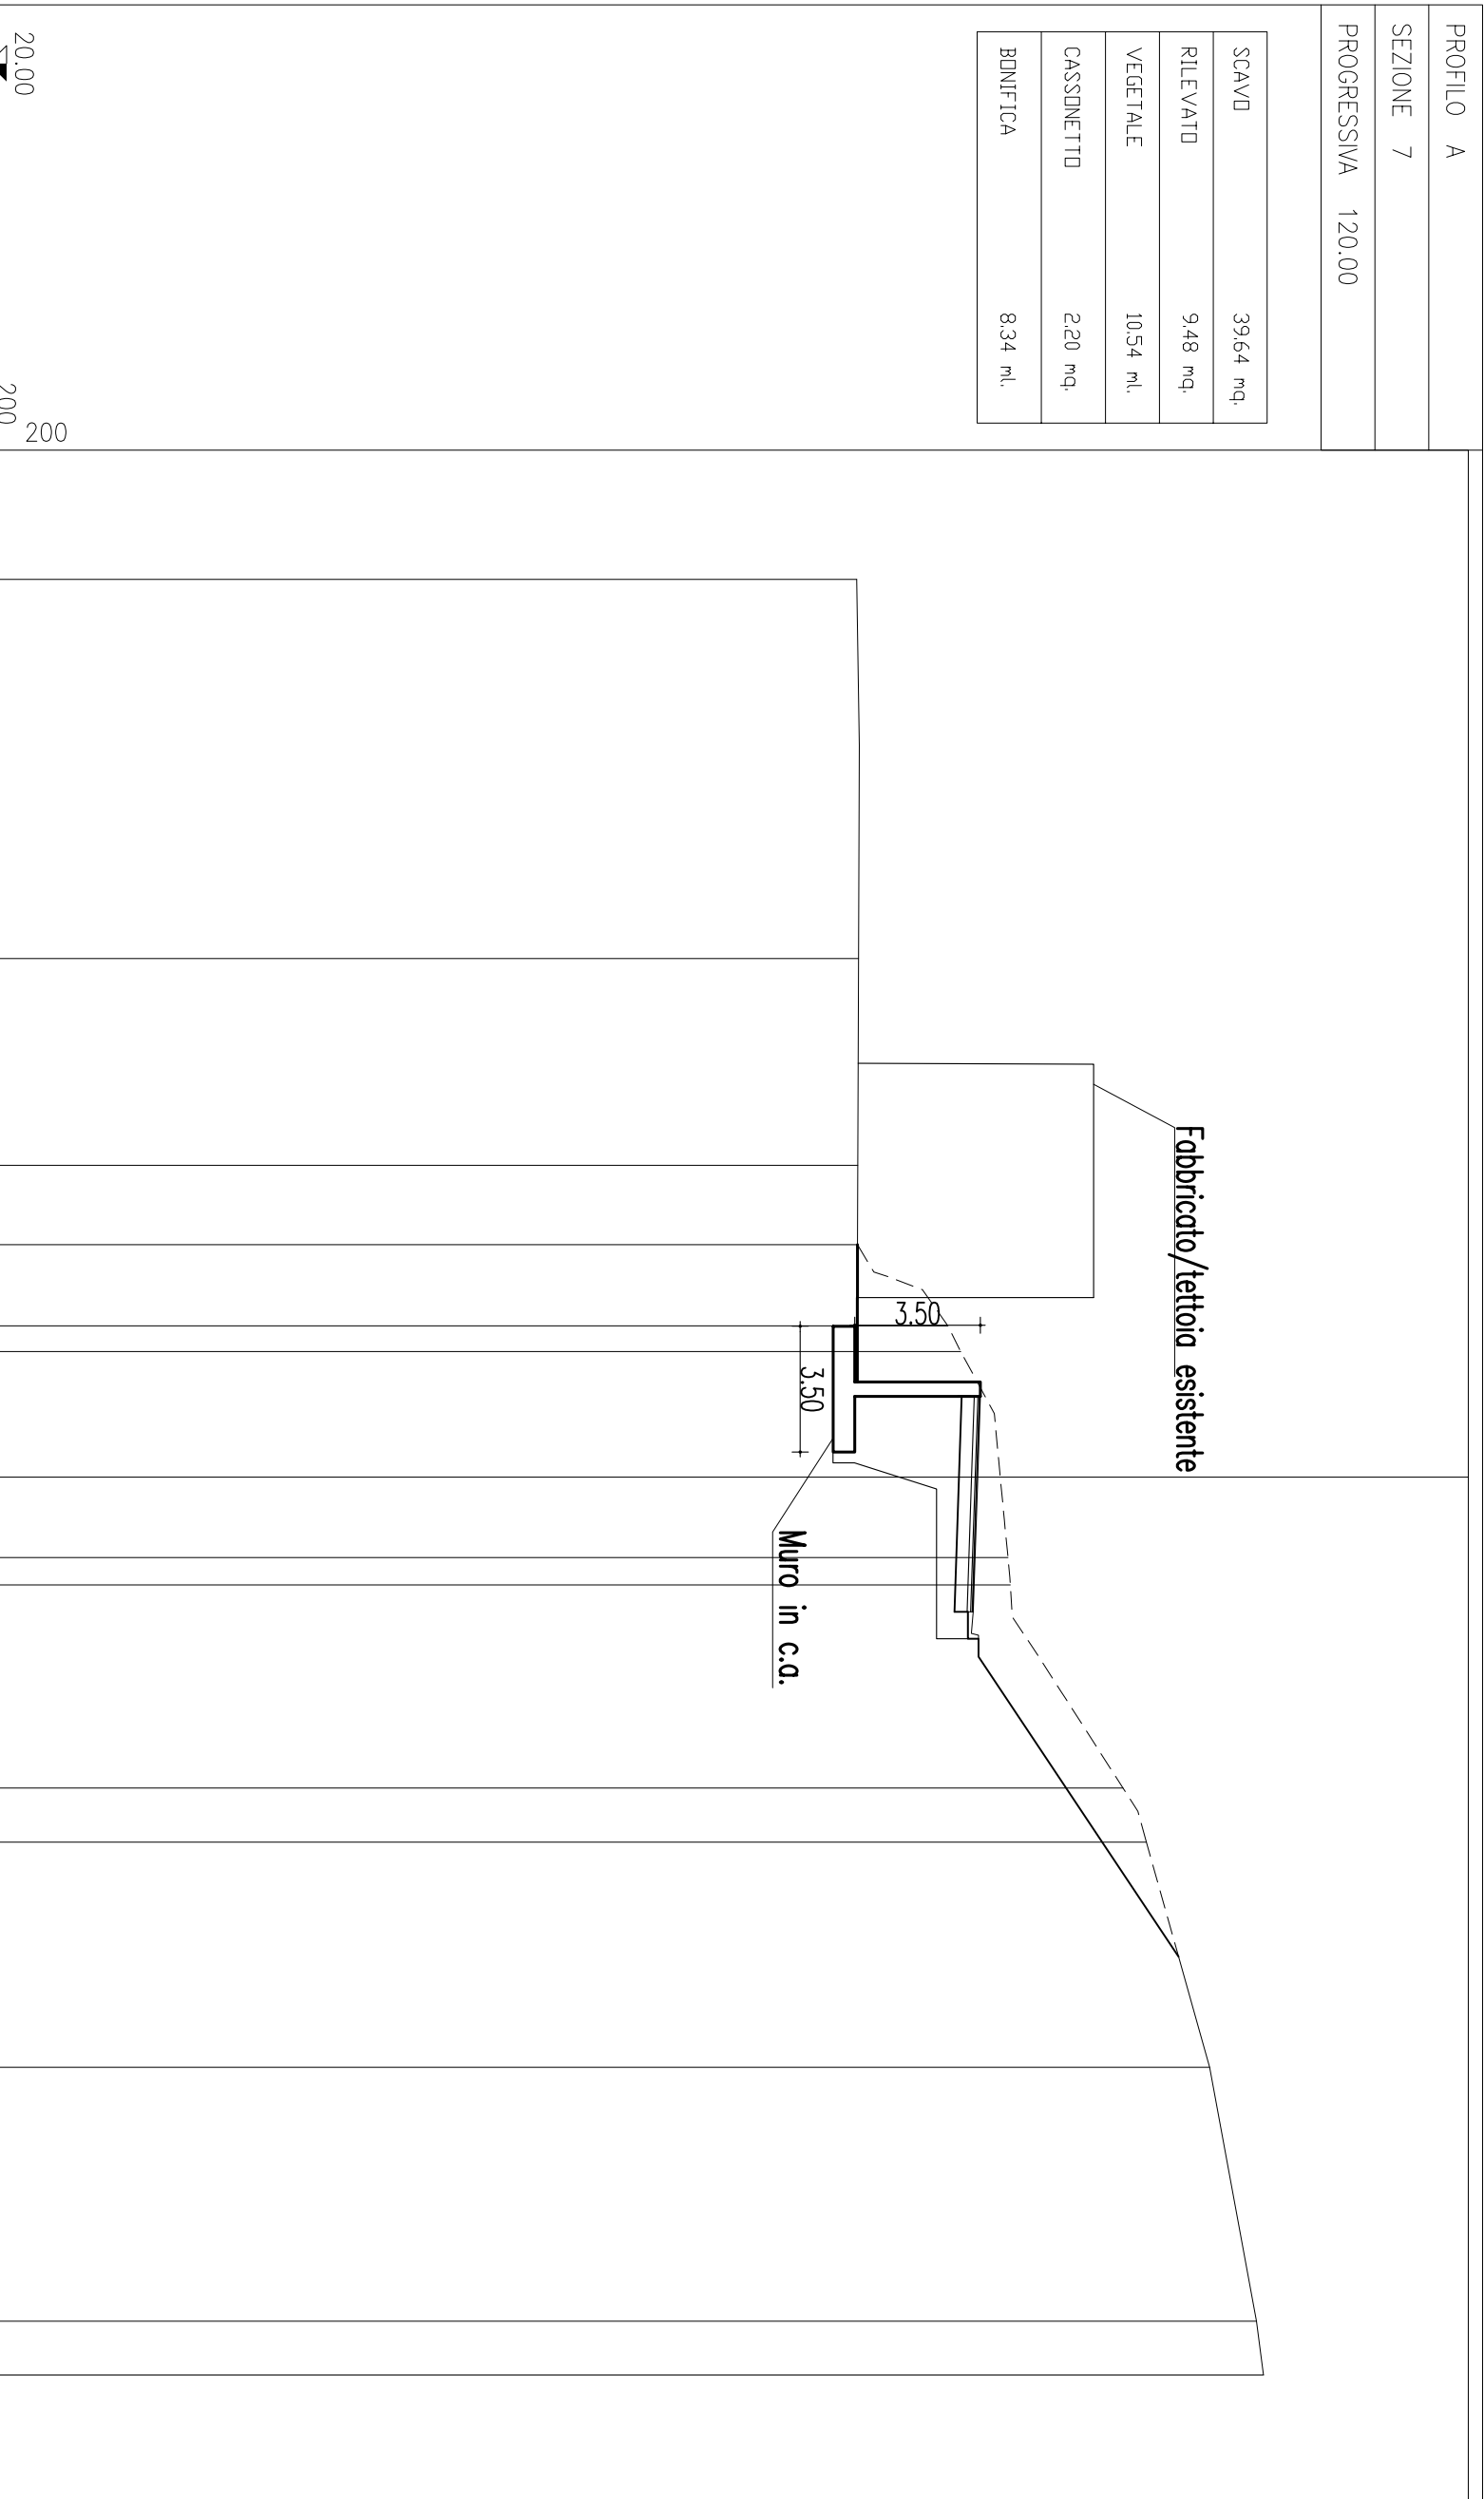 PROFILO A
SEZIONE 7
PROGRESSIVA 120.00
SCAVO 39,64 mq.
RILEVATO 9,48 mq.
VEGETALE 10,54 ml.
CASSONETTO 2,20 mq.
BONIFICA 8,34 ml.
Fabbricato/tettoia esistente
3.50
3.50
Muro in c.a.
20.00
200
200